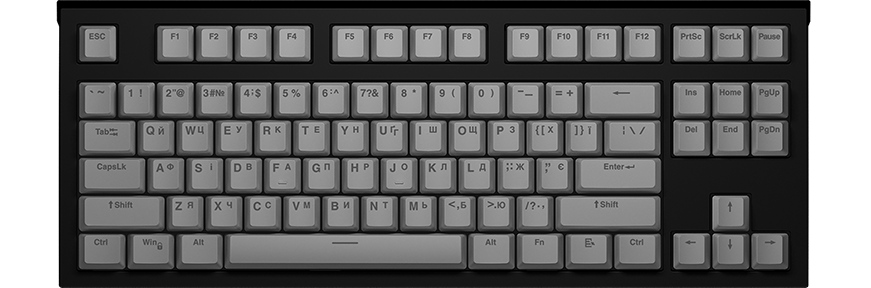 ESC F1 F2 F3 F4 F5 F6 F7 F8 F9 F10 F11 F12 PrtSc ScrLk Pause
` ~ 1 ! 2"@ 3#№ 4;$ 5 % 6:^ 7?& 8 * 9 ( 0 ) - _ = + ← Ins Home PgUp
Tab Q Й W Ц E У R К T Е Y Н U Гґ I Ш O Щ P З {[ Х ]} Ї \ / Del End PgDn
CapsLk A Ф S І D В F А G П H Р J О K Л L Д ;: Ж '" Є Enter
⇧ Shift Z Я X Ч C С V М B И N Т M Ь <, Б >. Ю /?., ⇧ Shift ↑
Ctrl Win Alt Alt Fn Ctrl ← ↓ →